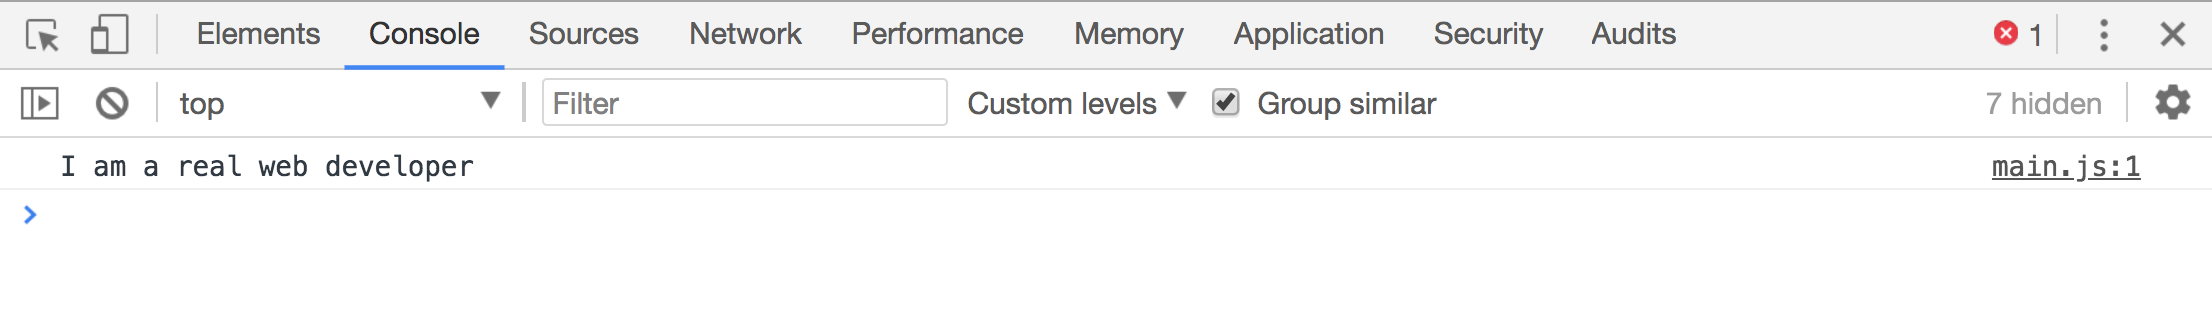 Elements Console Sources Network Performance Memory Application Security Audits 1
top Filter Custom levels Group similar 7 hidden
I am a real web developer main.js:1